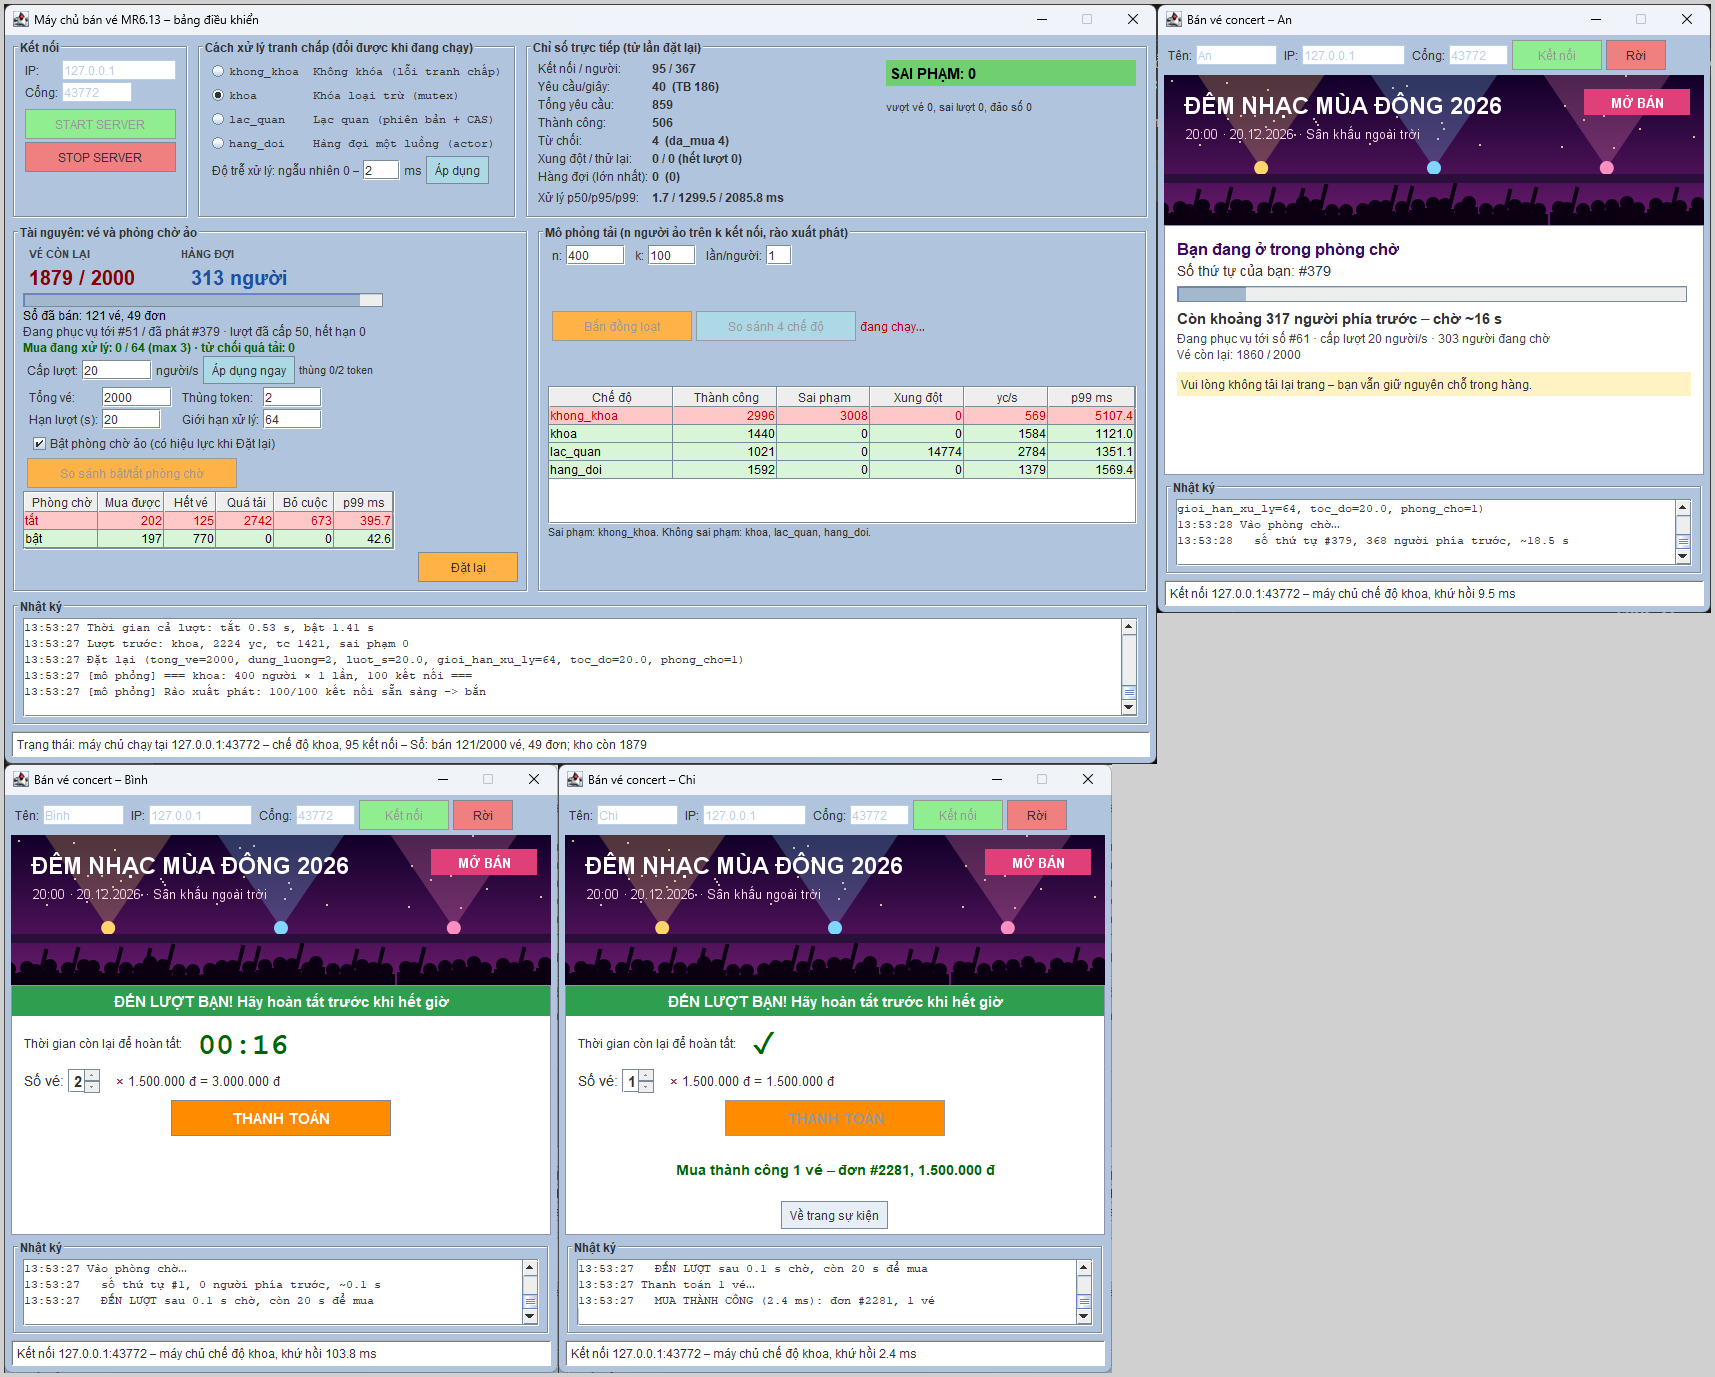 Máy chủ bán vé MR6.13 – bảng điều khiển
Kết nối
IP: 127.0.0.1
Cổng: 43772
START SERVER
STOP SERVER
Cách xử lý tranh chấp (đổi được khi đang chạy)
khong_khoa Không khóa (lỗi tranh chấp)
khoa Khóa loại trừ (mutex)
lac_quan Lạc quan (phiên bản + CAS)
hang_doi Hàng đợi một luồng (actor)
Độ trễ xử lý: ngẫu nhiên 0 – 2 ms Áp dụng
Chỉ số trực tiếp (từ lần đặt lại)
Kết nối / người: 95 / 367
Yêu cầu/giây: 40 (TB 186)
Tổng yêu cầu: 859
Thành công: 506
Từ chối: 4 (da_mua 4)
Xung đột / thử lại: 0 / 0 (hết lượt 0)
Hàng đợi (lớn nhất): 0 (0)
Xử lý p50/p95/p99: 1.7 / 1299.5 / 2085.8 ms
SAI PHẠM: 0
vượt vé 0, sai lượt 0, đảo số 0
Tài nguyên: vé và phòng chờ ảo
VÉ CÒN LẠI HÀNG ĐỢI
1879 / 2000 313 người
Sổ đã bán: 121 vé, 49 đơn
Đang phục vụ tới #51 / đã phát #379 · lượt đã cấp 50, hết hạn 0
Mua đang xử lý: 0 / 64 (max 3) · từ chối quá tải: 0
Cấp lượt: 20 người/s Áp dụng ngay thùng 0/2 token
Tổng vé: 2000 Thùng token: 2
Hạn lượt (s): 20 Giới hạn xử lý: 64
Bật phòng chờ ảo (có hiệu lực khi Đặt lại)
So sánh bật/tắt phòng chờ
Phòng chờ Mua được Hết vé Quá tải Bỏ cuộc p99 ms
tắt 202 125 2742 673 395.7
bật 197 770 0 0 42.6
Đặt lại
Mô phỏng tải (n người ảo trên k kết nối, rào xuất phát)
n: 400 k: 100 lần/người: 1
Bắn đồng loạt So sánh 4 chế độ đang chạy...
Chế độ Thành công Sai phạm Xung đột yc/s p99 ms
khong_khoa 2996 3008 0 569 5107.4
khoa 1440 0 0 1584 1121.0
lac_quan 1021 0 14774 2784 1351.1
hang_doi 1592 0 0 1379 1569.4
Sai phạm: khong_khoa. Không sai phạm: khoa, lac_quan, hang_doi.
Nhật ký
13:53:27 Thời gian cả lượt: tắt 0.53 s, bật 1.41 s
13:53:27 Lượt trước: khoa, 2224 yc, tc 1421, sai phạm 0
13:53:27 Đặt lại (tong_ve=2000, dung_luong=2, luot_s=20.0, gioi_han_xu_ly=64, toc_do=20.0, phong_cho=1)
13:53:27 [mô phỏng] === khoa: 400 người × 1 lần, 100 kết nối ===
13:53:27 [mô phỏng] Rào xuất phát: 100/100 kết nối sẵn sàng -> bắn
Trạng thái: máy chủ chạy tại 127.0.0.1:43772 – chế độ khoa, 95 kết nối – Sổ: bán 121/2000 vé, 49 đơn; kho còn 1879
Bán vé concert – An
Tên: An IP: 127.0.0.1 Cổng: 43772 Kết nối Rời
ĐÊM NHẠC MÙA ĐÔNG 2026
MỞ BÁN
20:00 · 20.12.2026 · Sân khấu ngoài trời
Bạn đang ở trong phòng chờ
Số thứ tự của bạn: #379
Còn khoảng 317 người phía trước – chờ ~16 s
Đang phục vụ tới số #61 · cấp lượt 20 người/s · 303 người đang chờ
Vé còn lại: 1860 / 2000
Vui lòng không tải lại trang – bạn vẫn giữ nguyên chỗ trong hàng.
Nhật ký
gioi_han_xu_ly=64, toc_do=20.0, phong_cho=1)
13:53:28 Vào phòng chờ…
13:53:28 số thứ tự #379, 368 người phía trước, ~18.5 s
Kết nối 127.0.0.1:43772 – máy chủ chế độ khoa, khứ hồi 9.5 ms
Bán vé concert – Bình
Tên: Bình IP: 127.0.0.1 Cổng: 43772 Kết nối Rời
ĐÊM NHẠC MÙA ĐÔNG 2026
MỞ BÁN
20:00 · 20.12.2026 · Sân khấu ngoài trời
ĐẾN LƯỢT BẠN! Hãy hoàn tất trước khi hết giờ
Thời gian còn lại để hoàn tất: 00:16
Số vé: 2 × 1.500.000 đ = 3.000.000 đ
THANH TOÁN
Nhật ký
13:53:27 Vào phòng chờ…
13:53:27 số thứ tự #1, 0 người phía trước, ~0.1 s
13:53:27 ĐẾN LƯỢT sau 0.1 s chờ, còn 20 s để mua
Kết nối 127.0.0.1:43772 – máy chủ chế độ khoa, khứ hồi 103.8 ms
Bán vé concert – Chi
Tên: Chi IP: 127.0.0.1 Cổng: 43772 Kết nối Rời
ĐÊM NHẠC MÙA ĐÔNG 2026
MỞ BÁN
20:00 · 20.12.2026 · Sân khấu ngoài trời
ĐẾN LƯỢT BẠN! Hãy hoàn tất trước khi hết giờ
Thời gian còn lại để hoàn tất: ✓
Số vé: 1 × 1.500.000 đ = 1.500.000 đ
THANH TOÁN
Mua thành công 1 vé – đơn #2281, 1.500.000 đ
Về trang sự kiện
Nhật ký
13:53:27 ĐẾN LƯỢT sau 0.1 s chờ, còn 20 s để mua
13:53:27 Thanh toán 1 vé…
13:53:27 MUA THÀNH CÔNG (2.4 ms): đơn #2281, 1 vé
Kết nối 127.0.0.1:43772 – máy chủ chế độ khoa, khứ hồi 2.4 ms